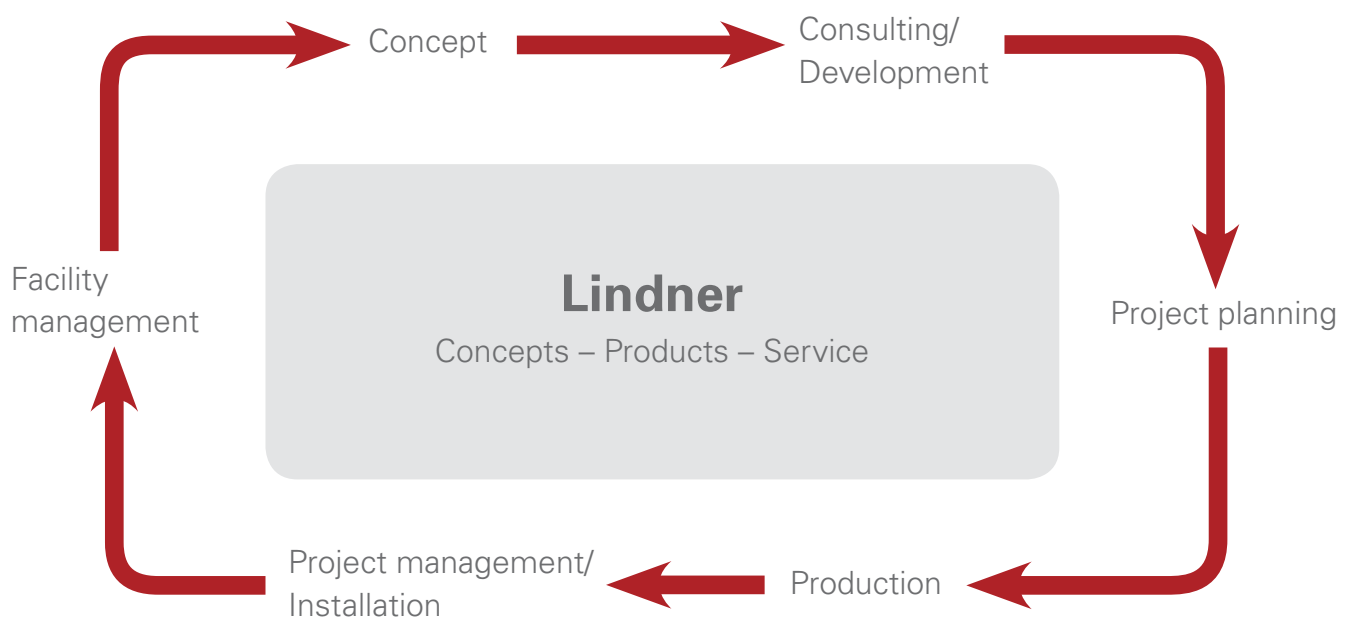 Concept
Consulting/
Development
Facility
management
Lindner
Concepts – Products – Service
Project planning
Project management/
Installation
Production